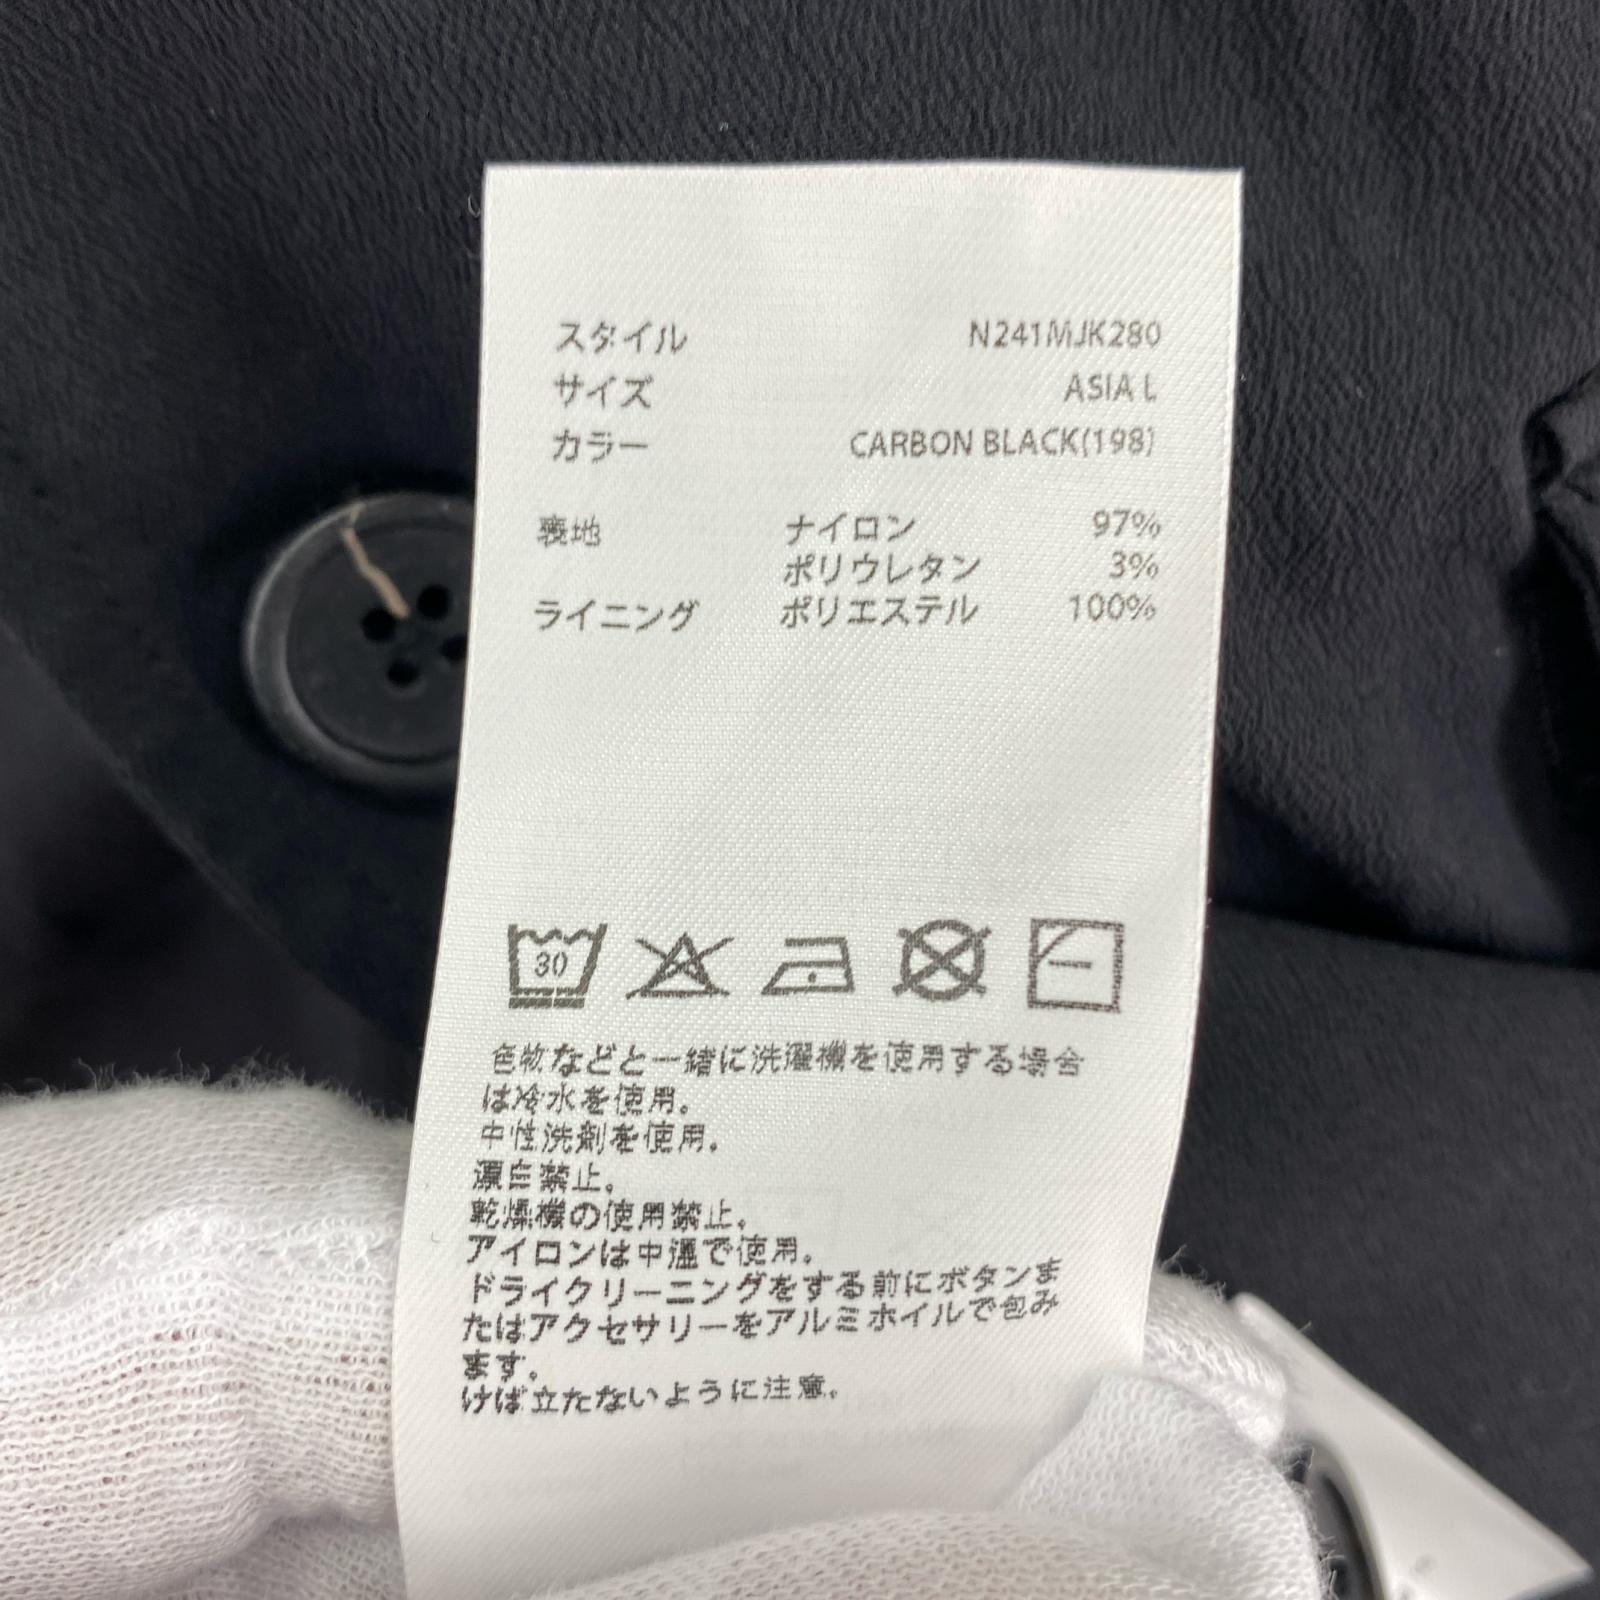 スタイル N241MJK280
サイズ ASIA L
カラー CARBON BLACK(198)
表地 ナイロン 97%
ポリウレタン 3%
ライニング ポリエステル 100%
30
色物などと一緒に洗濯機を使用する場合
は冷水を使用。
中性洗剤を使用。
漂白禁止。
乾燥機の使用禁止。
アイロンは中温で使用。
ドライクリーニングをする前にボタンま
たはアクセサリーをアルミホイルで包み
ます。
けば立たないように注意。